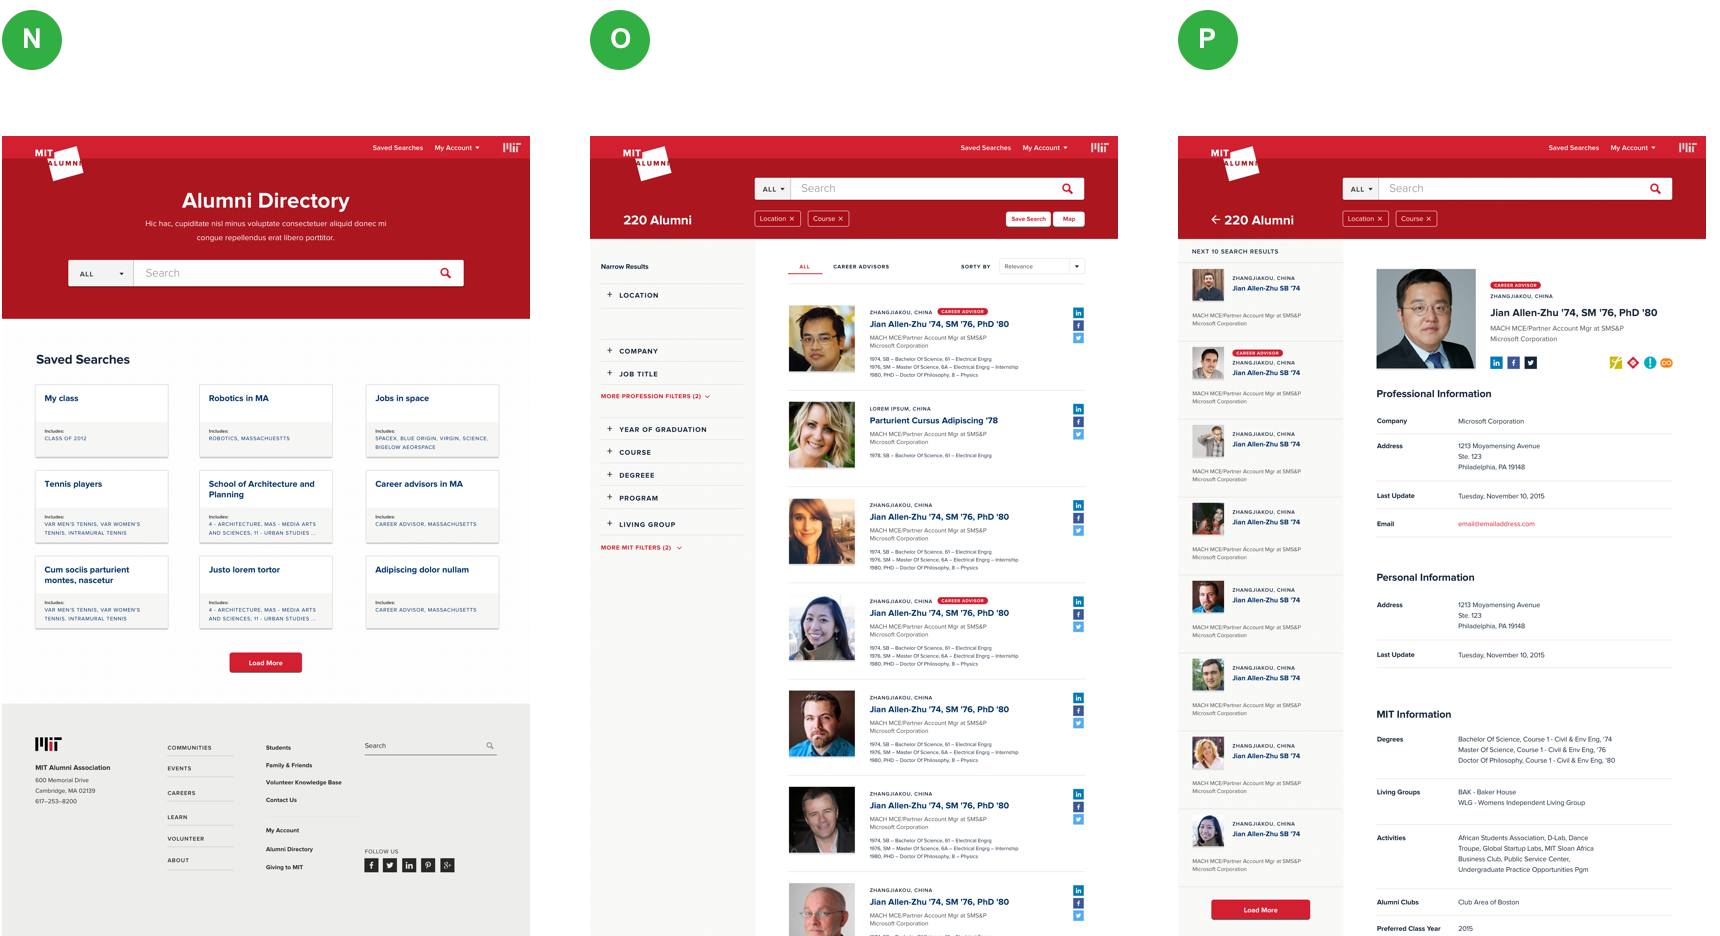 N
O
P
MIT
ALUMNI
Saved Searches
My Account
MIT
Alumni Directory
Hic hac, cupiditate nisl minus voluptate consectetuer aliquid donec mi
congue repellendus erat libero porttitor.
ALL
Search
Saved Searches
My class
Includes:
CLASS OF 2012
Robotics in MA
Includes:
ROBOTICS, MASSACHUESTTS
Jobs in space
Includes:
SPACEX, BLUE ORIGIN, VIRGIN, SCIENCE,
BIGELOW AEORSPACE
Tennis players
Includes:
VAR MEN'S TENNIS, VAR WOMEN'S
TENNIS, INTRAMURAL TENNIS
School of Architecture and
Planning
Includes:
4 - ARCHITECTURE, MAS - MEDIA ARTS
AND SCIENCES, 11 - URBAN STUDIES ...
Career advisors in MA
Includes:
CAREER ADVISOR, MASSACHUSETTS
Cum sociis parturient
montes, nascetur
Includes:
VAR MEN'S TENNIS, VAR WOMEN'S
TENNIS, INTRAMURAL TENNIS
Justo lorem tortor
Includes:
4 - ARCHITECTURE, MAS - MEDIA ARTS
AND SCIENCES, 11 - URBAN STUDIES ...
Adipiscing dolor nullam
Includes:
CAREER ADVISOR, MASSACHUSETTS
Load More
MIT
MIT Alumni Association
600 Memorial Drive
Cambridge, MA 02139
617-253-8200
COMMUNITIES
EVENTS
CAREERS
LEARN
VOLUNTEER
ABOUT
Students
Family & Friends
Volunteer Knowledge Base
Contact Us
My Account
Alumni Directory
Giving to MIT
Search
FOLLOW US
MIT
ALUMNI
Saved Searches
My Account
MIT
ALL
Search
220 Alumni
Location ×
Course ×
Save Search
Map
Narrow Results
+ LOCATION
+ COMPANY
+ JOB TITLE
MORE PROFESSION FILTERS (2)
+ YEAR OF GRADUATION
+ COURSE
+ DEGREEE
+ PROGRAM
+ LIVING GROUP
MORE MIT FILTERS (2)
ALL
CAREER ADVISORS
SORTY BY
Relevance
ZHANGJIAKOU, CHINA CAREER ADVISOR
Jian Allen-Zhu '74, SM '76, PhD '80
MACH MCE/Partner Account Mgr at SMS&P
Microsoft Corporation
1974, SB – Bachelor Of Science, 61 – Electrical Engrg
1976, SM – Master Of Science, 6A – Electrical Engrg – Internship
1980, PHD – Doctor Of Philosophy, 8 – Physics
LOREM IPSUM, CHINA
Parturient Cursus Adipiscing '78
MACH MCE/Partner Account Mgr at SMS&P
Microsoft Corporation
1978, SB – Bachelor Of Science, 61 – Electrical Engrg
ZHANGJIAKOU, CHINA
Jian Allen-Zhu '74, SM '76, PhD '80
MACH MCE/Partner Account Mgr at SMS&P
Microsoft Corporation
1974, SB – Bachelor Of Science, 61 – Electrical Engrg
1976, SM – Master Of Science, 6A – Electrical Engrg – Internship
1980, PHD – Doctor Of Philosophy, 8 – Physics
ZHANGJIAKOU, CHINA CAREER ADVISOR
Jian Allen-Zhu '74, SM '76, PhD '80
MACH MCE/Partner Account Mgr at SMS&P
Microsoft Corporation
1974, SB – Bachelor Of Science, 61 – Electrical Engrg
1976, SM – Master Of Science, 6A – Electrical Engrg – Internship
1980, PHD – Doctor Of Philosophy, 8 – Physics
ZHANGJIAKOU, CHINA
Jian Allen-Zhu '74, SM '76, PhD '80
MACH MCE/Partner Account Mgr at SMS&P
Microsoft Corporation
1974, SB – Bachelor Of Science, 61 – Electrical Engrg
1976, SM – Master Of Science, 6A – Electrical Engrg – Internship
1980, PHD – Doctor Of Philosophy, 8 – Physics
ZHANGJIAKOU, CHINA
Jian Allen-Zhu '74, SM '76, PhD '80
MACH MCE/Partner Account Mgr at SMS&P
Microsoft Corporation
1974, SB – Bachelor Of Science, 61 – Electrical Engrg
1976, SM – Master Of Science, 6A – Electrical Engrg – Internship
1980, PHD – Doctor Of Philosophy, 8 – Physics
ZHANGJIAKOU, CHINA
Jian Allen-Zhu '74, SM '76, PhD '80
MACH MCE/Partner Account Mgr at SMS&P
Microsoft Corporation
MIT
ALUMNI
Saved Searches
My Account
MIT
ALL
Search
← 220 Alumni
Location ×
Course ×
NEXT 10 SEARCH RESULTS
ZHANGJIAKOU, CHINA
Jian Allen-Zhu SB '74
MACH MCE/Partner Account Mgr at SMS&P
Microsoft Corporation
CAREER ADVISOR
ZHANGJIAKOU, CHINA
Jian Allen-Zhu SB '74
MACH MCE/Partner Account Mgr at SMS&P
Microsoft Corporation
ZHANGJIAKOU, CHINA
Jian Allen-Zhu SB '74
MACH MCE/Partner Account Mgr at SMS&P
Microsoft Corporation
ZHANGJIAKOU, CHINA
Jian Allen-Zhu SB '74
MACH MCE/Partner Account Mgr at SMS&P
Microsoft Corporation
ZHANGJIAKOU, CHINA
Jian Allen-Zhu SB '74
MACH MCE/Partner Account Mgr at SMS&P
Microsoft Corporation
ZHANGJIAKOU, CHINA
Jian Allen-Zhu SB '74
MACH MCE/Partner Account Mgr at SMS&P
Microsoft Corporation
ZHANGJIAKOU, CHINA
Jian Allen-Zhu SB '74
MACH MCE/Partner Account Mgr at SMS&P
Microsoft Corporation
ZHANGJIAKOU, CHINA
Jian Allen-Zhu SB '74
MACH MCE/Partner Account Mgr at SMS&P
Microsoft Corporation
Load More
CAREER ADVISOR
ZHANGJIAKOU, CHINA
Jian Allen-Zhu '74, SM '76, PhD '80
MACH MCE/Partner Account Mgr at SMS&P
Microsoft Corporation
Professional Information
Company Microsoft Corporation
Address 1213 Moyamensing Avenue
Ste. 123
Philadelphia, PA 19148
Last Update Tuesday, November 10, 2015
Email email@emailaddress.com
Personal Information
Address 1213 Moyamensing Avenue
Ste. 123
Philadelphia, PA 19148
Last Update Tuesday, November 10, 2015
MIT Information
Degrees Bachelor Of Science, Course 1 - Civil & Env Eng, '74
Master Of Science, Course 1 - Civil & Env Eng, '76
Doctor Of Philosophy, Course 1 - Civil & Env Eng, '80
Living Groups BAK - Baker House
WLG - Womens Independent Living Group
Activities African Students Association, D-Lab, Dance
Troupe, Global Startup Labs, MIT Sloan Africa
Business Club, Public Service Center,
Undergraduate Practice Opportunities Pgm
Alumni Clubs Club Area of Boston
Preferred Class Year 2015